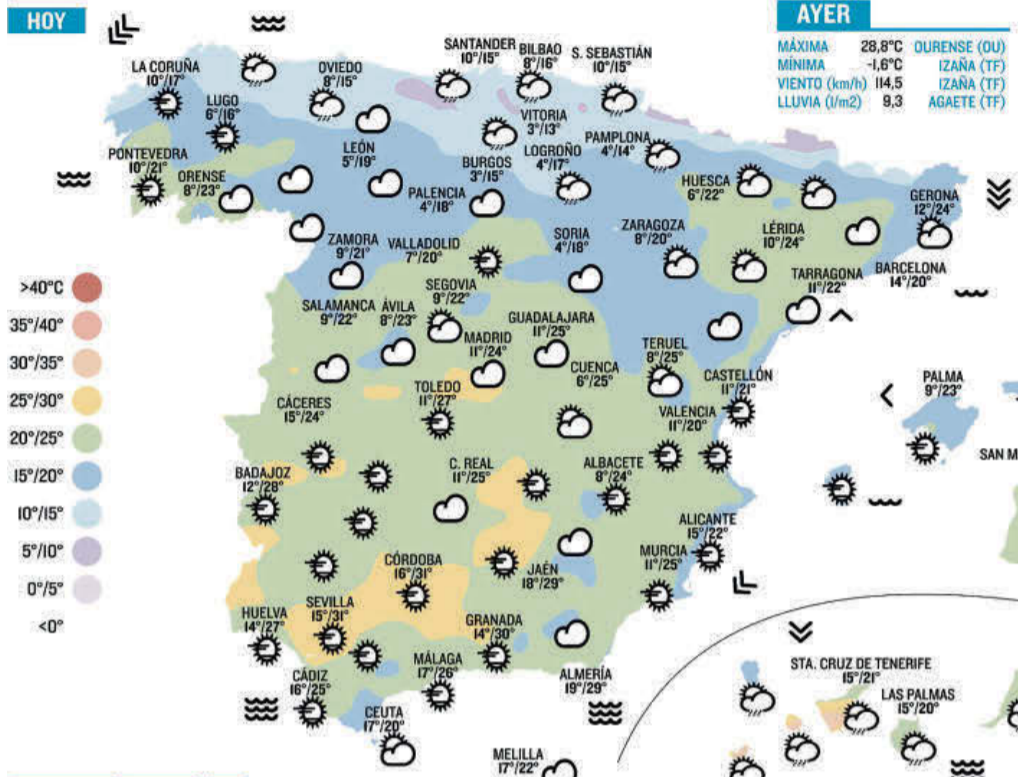 HOY
AYER
MÁXIMA 28,8°C OURENSE (OU)
MÍNIMA -1,6°C IZAÑA (TF)
VIENTO (km/h) 114,5 IZAÑA (TF)
LLUVIA (l/m2) 9,3 AGAETE (TF)
SANTANDER
10°/15°
BILBAO
8°/16°
S. SEBASTIÁN
10°/15°
LA CORUÑA
10°/17°
OVIEDO
8°/15°
LUGO
6°/16°
VITORIA
3°/13°
PAMPLONA
4°/14°
PONTEVEDRA
10°/21°
LEÓN
5°/19°
LOGROÑO
4°/17°
BURGOS
3°/15°
ORENSE
8°/23°
HUESCA
6°/22°
PALENCIA
4°/18°
GERONA
12°/24°
ZAMORA
9°/21°
VALLADOLID
7°/20°
SORIA
4°/18°
ZARAGOZA
8°/20°
LÉRIDA
10°/24°
TARRAGONA
11°/22°
BARCELONA
14°/20°
SEGOVIA
9°/22°
SALAMANCA
9°/22°
ÁVILA
8°/23°
GUADALAJARA
11°/25°
MADRID
11°/24°
TERUEL
8°/25°
CUENCA
6°/25°
CASTELLÓN
11°/21°
PALMA
9°/23°
TOLEDO
11°/27°
CÁCERES
15°/24°
VALENCIA
11°/20°
SAN M
BADAJOZ
12°/28°
C. REAL
11°/25°
ALBACETE
8°/24°
ALICANTE
15°/22°
MURCIA
11°/25°
CÓRDOBA
16°/31°
JAÉN
18°/29°
HUELVA
14°/27°
SEVILLA
15°/31°
GRANADA
14°/30°
MÁLAGA
17°/26°
ALMERÍA
19°/29°
CÁDIZ
16°/25°
CEUTA
17°/20°
MELILLA
17°/22°
STA. CRUZ DE TENERIFE
15°/21°
LAS PALMAS
15°/20°
>40°C
35°/40°
30°/35°
25°/30°
20°/25°
15°/20°
10°/15°
5°/10°
0°/5°
<0°